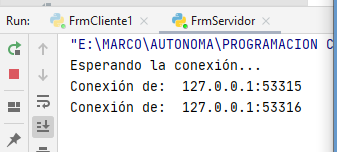 Run: FrmCliente1 × FrmServidor ×
"E:\MARCO\AUTONOMA\PROGRAMACION C
Esperando la conexión...
Conexión de:  127.0.0.1:53315
Conexión de:  127.0.0.1:53316